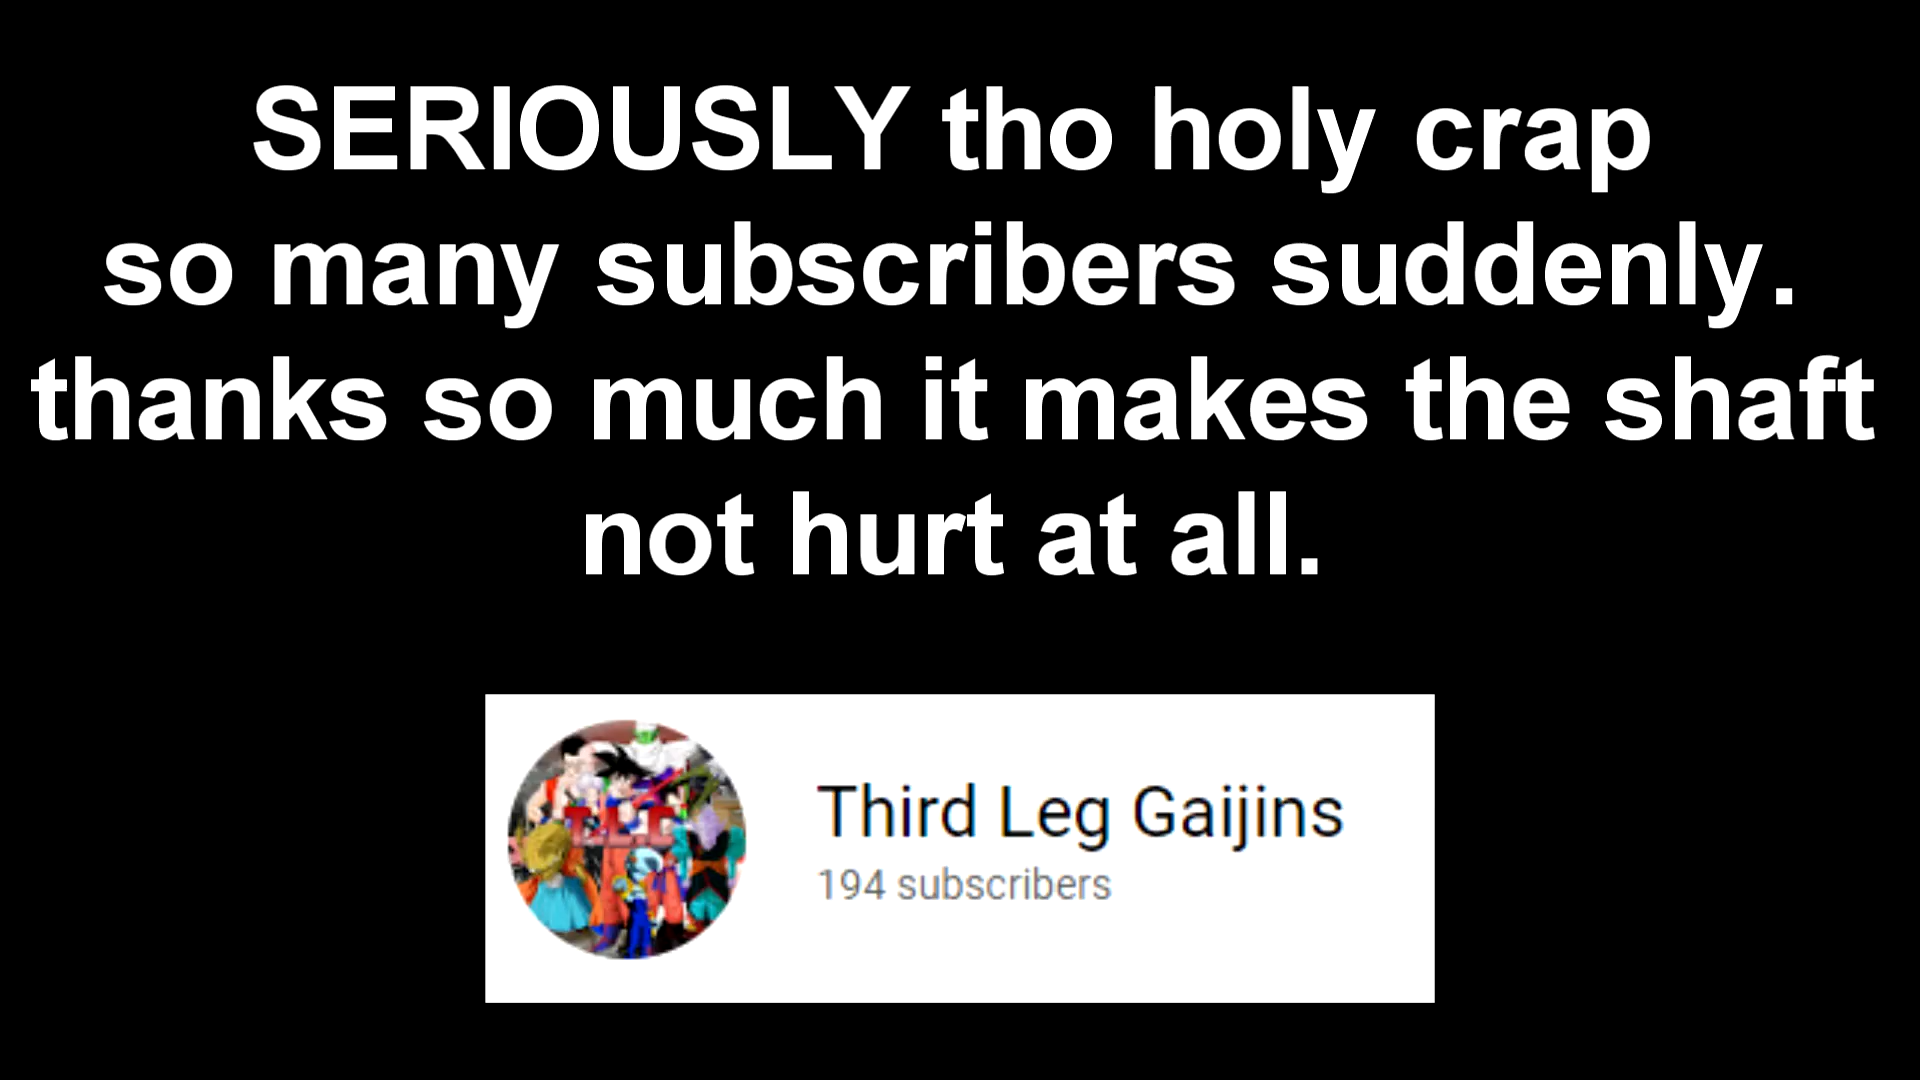 SERIOUSLY tho holy crap
so many subscribers suddenly.
thanks so much it makes the shaft
not hurt at all.
T.L.G
Third Leg Gaijins
194 subscribers